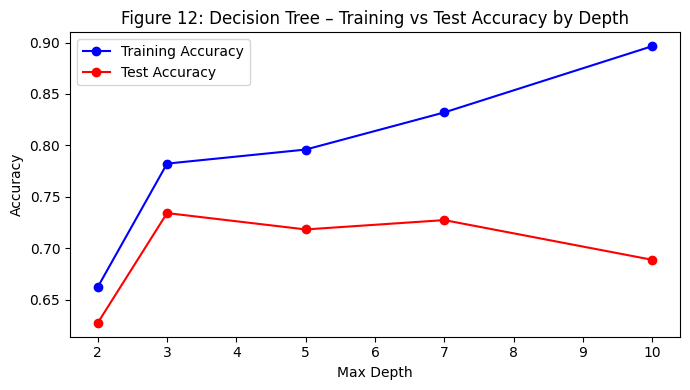 Figure 12: Decision Tree – Training vs Test Accuracy by Depth
Training Accuracy
Test Accuracy
Accuracy
0.90
0.85
0.80
0.75
0.70
0.65
2 3 4 5 6 7 8 9 10
Max Depth